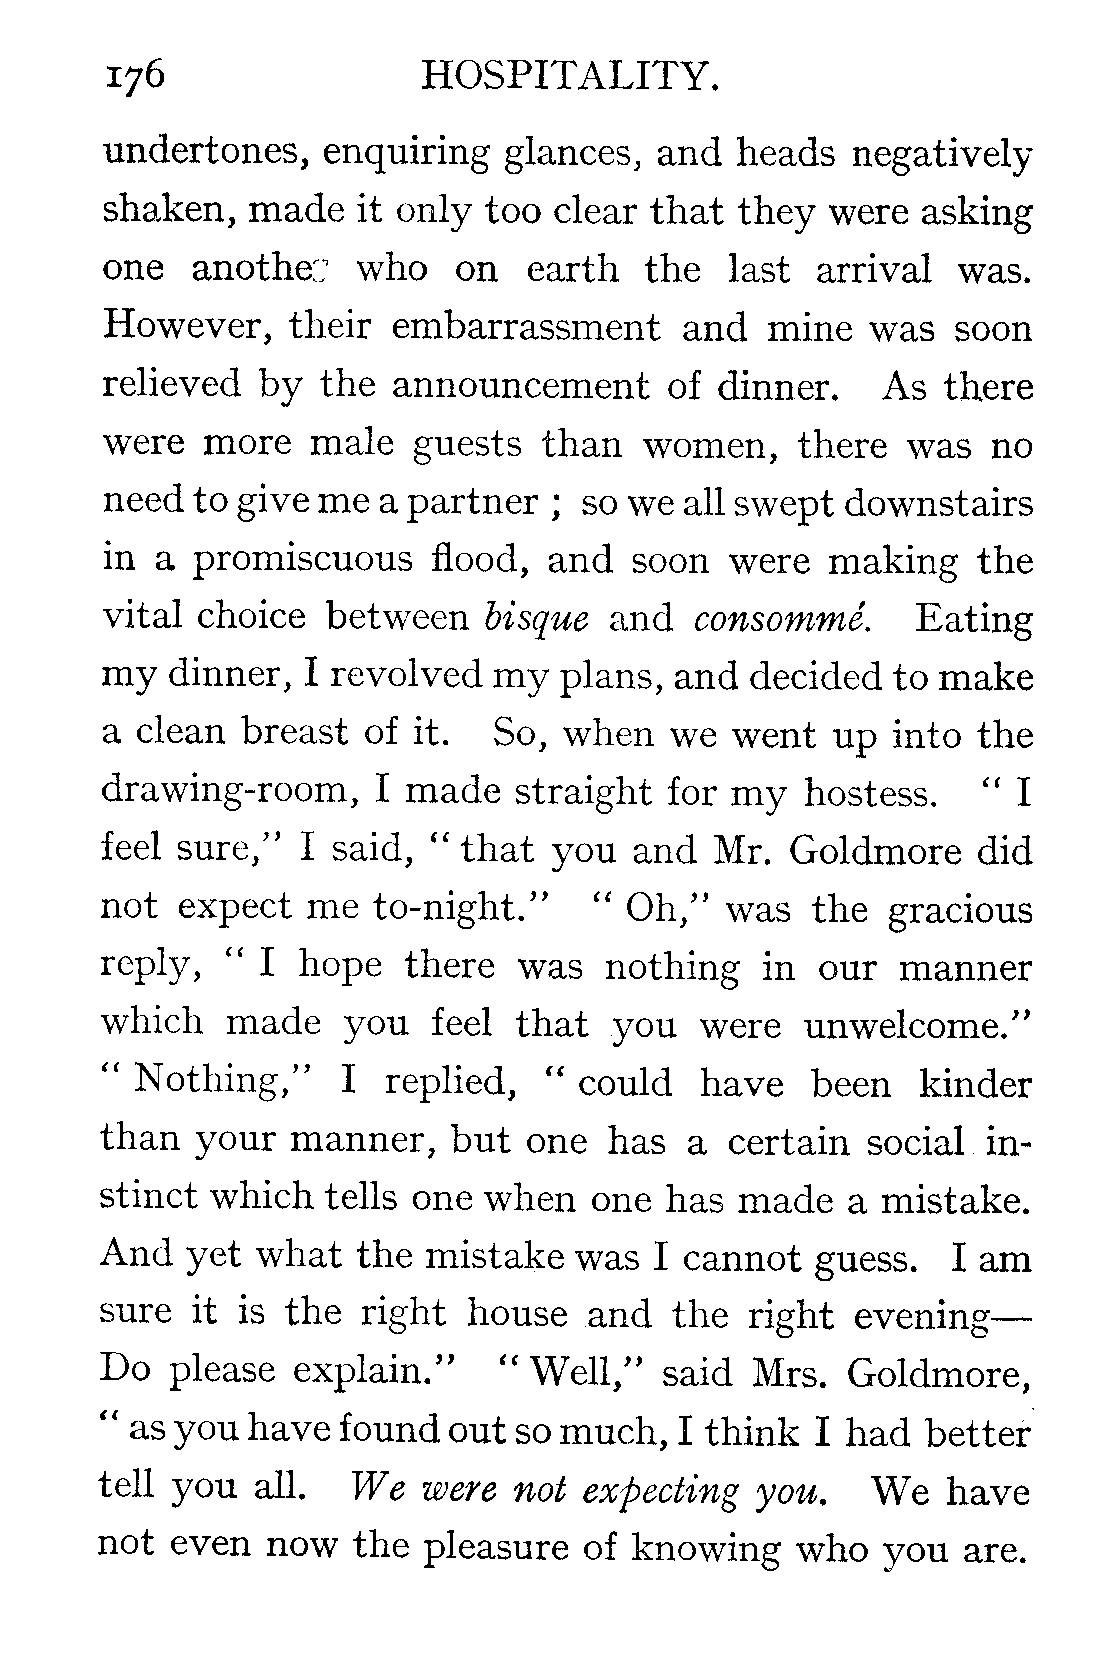 176 HOSPITALITY.
undertones, enquiring glances, and heads negatively
shaken, made it only too clear that they were asking
one another who on earth the last arrival was.
However, their embarrassment and mine was soon
relieved by the announcement of dinner. As there
were more male guests than women, there was no
need to give me a partner ; so we all swept downstairs
in a promiscuous flood, and soon were making the
vital choice between bisque and consommé. Eating
my dinner, I revolved my plans, and decided to make
a clean breast of it. So, when we went up into the
drawing-room, I made straight for my hostess. “ I
feel sure,” I said, “ that you and Mr. Goldmore did
not expect me to-night.” “ Oh,” was the gracious
reply, “ I hope there was nothing in our manner
which made you feel that you were unwelcome.”
“ Nothing,” I replied, “ could have been kinder
than your manner, but one has a certain social in-
stinct which tells one when one has made a mistake.
And yet what the mistake was I cannot guess. I am
sure it is the right house and the right evening—
Do please explain.” “ Well,” said Mrs. Goldmore,
“ as you have found out so much, I think I had better
tell you all. We were not expecting you. We have
not even now the pleasure of knowing who you are.